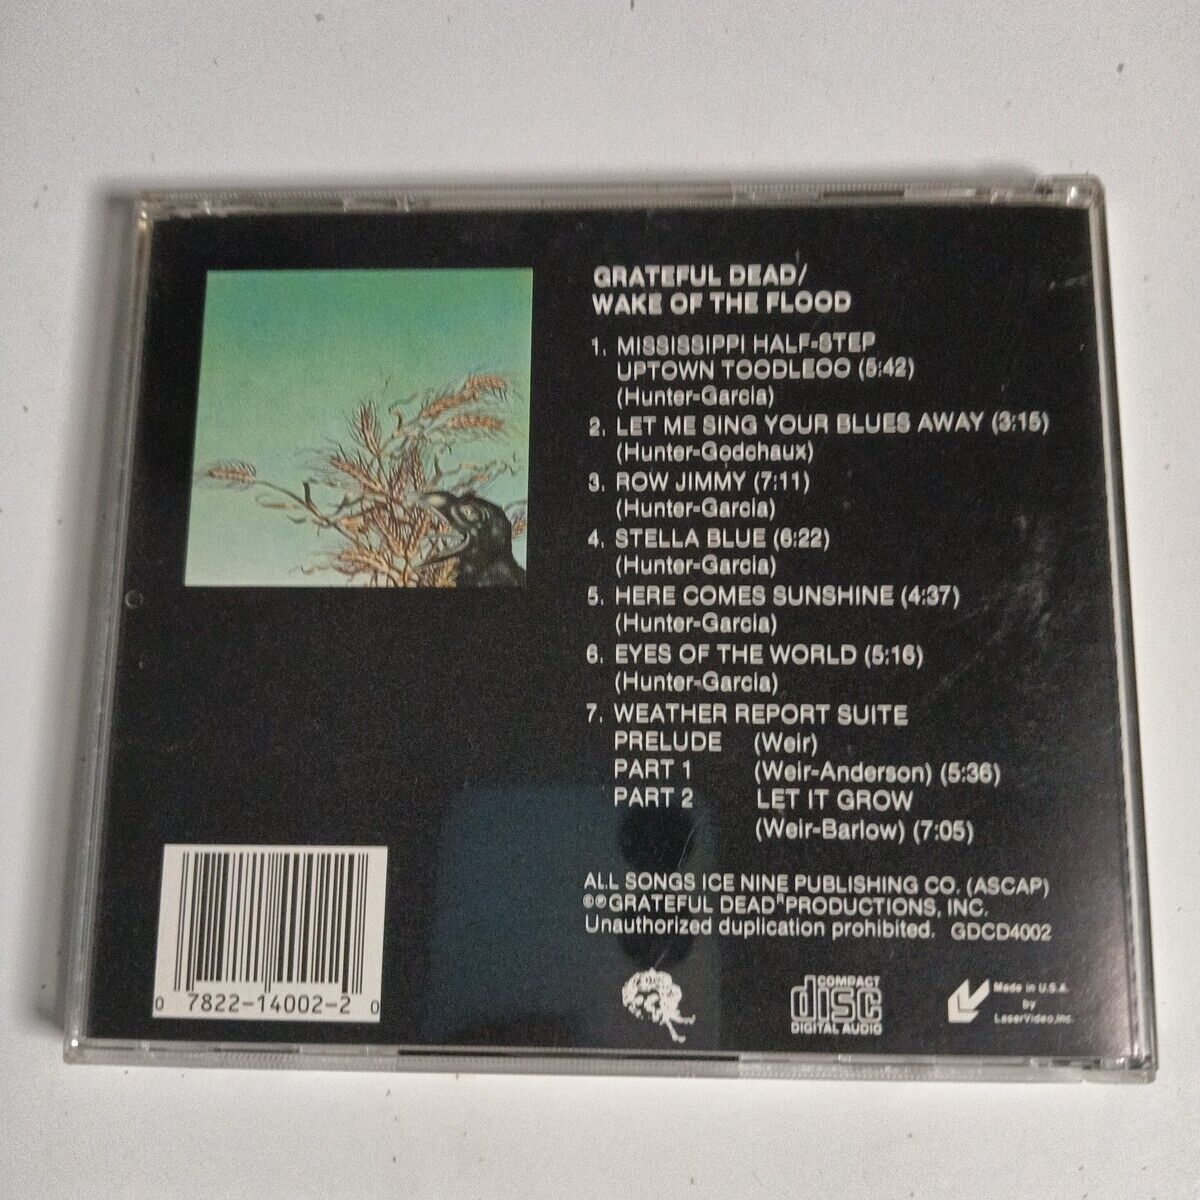 GRATEFUL DEAD/
WAKE OF THE FLOOD
1. MISSISSIPPI HALF-STEP
UPTOWN TOODLEOO (5:42)
(Hunter-Garcia)
2. LET ME SING YOUR BLUES AWAY (3:15)
(Hunter-Godchaux)
3. ROW JIMMY (7:11)
(Hunter-Garcia)
4. STELLA BLUE (6:22)
(Hunter-Garcia)
5. HERE COMES SUNSHINE (4:37)
(Hunter-Garcia)
6. EYES OF THE WORLD (5:16)
(Hunter-Garcia)
7. WEATHER REPORT SUITE
PRELUDE (Weir)
PART 1 (Weir-Anderson) (5:36)
PART 2 LET IT GROW
(Weir-Barlow) (7:05)
ALL SONGS ICE NINE PUBLISHING CO. (ASCAP)
©℗GRATEFUL DEAD® PRODUCTIONS, INC.
Unauthorized duplication prohibited. GDCD4002
0 7822-14002-2 0
COMPACT
disc
DIGITAL AUDIO
Made in U.S.A.
by
LaserVideo, Inc.